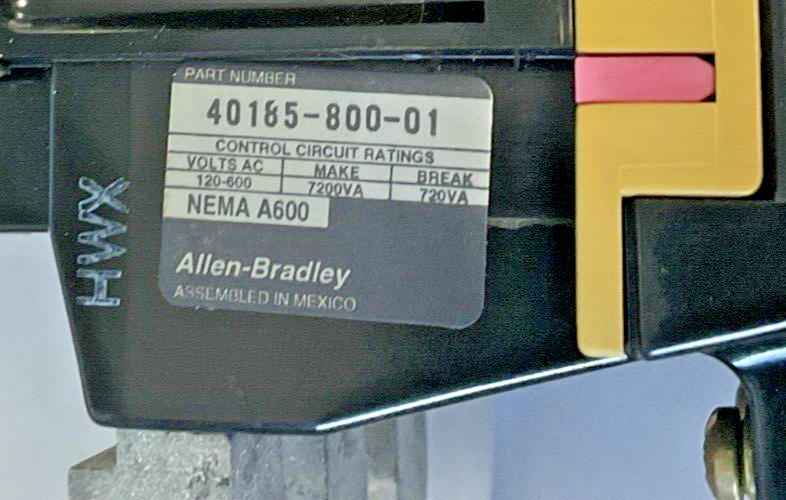 PART NUMBER
40185-800-01
CONTROL CIRCUIT RATINGS
VOLTS AC MAKE BREAK
120-600 7200VA 720VA
NEMA A600
Allen-Bradley
ASSEMBLED IN MEXICO
HWX